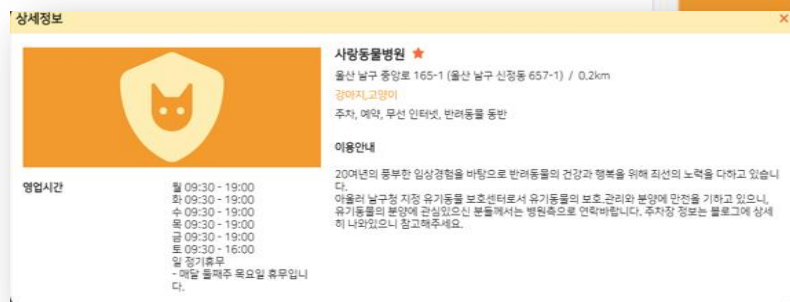 상세정보
×
사랑동물병원 ★
울산 남구 중앙로 165-1 (울산 남구 신정동 657-1) / 0.2km
강아지,고양이
주차, 예약, 무선 인터넷, 반려동물 동반
이용안내
20여년의 풍부한 임상경험을 바탕으로 반려동물의 건강과 행복을 위해 최선의 노력을 다하고 있습니
다.
아울러 남구청 지정 유기동물 보호센터로서 유기동물의 보호.관리와 분양에 만전을 기하고 있으니,
유기동물의 분양에 관심있으신 분들께서는 병원측으로 연락바랍니다. 주차장 정보는 블로그에 상세
히 나와있으니 참고해주세요.
영업시간
월 09:30 - 19:00
화 09:30 - 19:00
수 09:30 - 19:00
목 09:30 - 19:00
금 09:30 - 19:00
토 09:30 - 16:00
일 정기휴무
- 매달 둘째주 목요일 휴무입니
다.